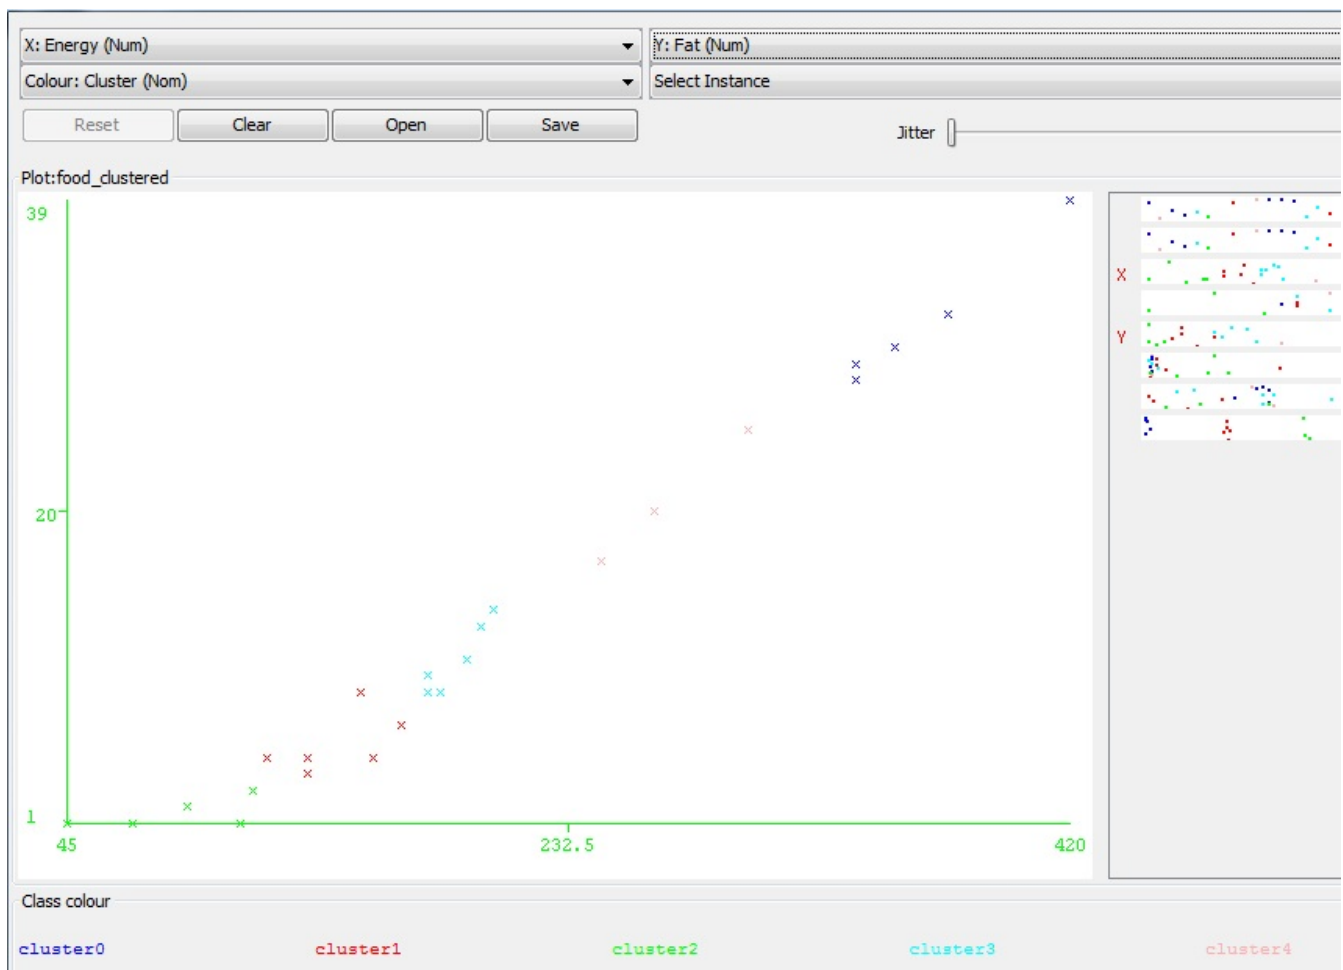 X: Energy (Num) Y: Fat (Num)
Colour: Cluster (Nom) Select Instance
Reset Clear Open Save Jitter
Plot:food_clustered
39
X
Y
20
1
45 232.5 420
Class colour
cluster0 cluster1 cluster2 cluster3 cluster4